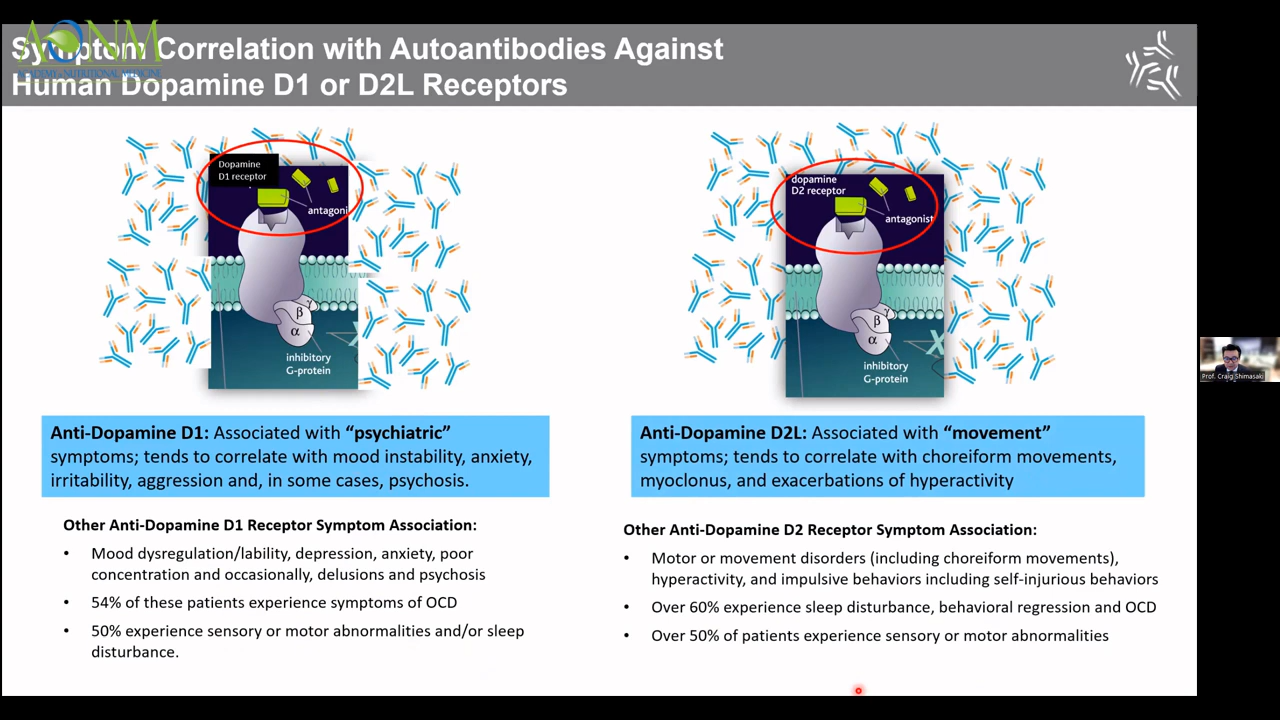 AONM
ACADEMY of NUTRITIONAL MEDICINE
Symptom Correlation with Autoantibodies Against
Human Dopamine D1 or D2L Receptors
Dopamine
D1 receptor
antagoni
β
γ
α
inhibitory
G-protein
dopamine
D2 receptor
antagonist
β
γ
α
X
inhibitory
G-protein
Anti-Dopamine D1: Associated with “psychiatric”
symptoms; tends to correlate with mood instability, anxiety,
irritability, aggression and, in some cases, psychosis.
Other Anti-Dopamine D1 Receptor Symptom Association:
• Mood dysregulation/lability, depression, anxiety, poor
concentration and occasionally, delusions and psychosis
• 54% of these patients experience symptoms of OCD
• 50% experience sensory or motor abnormalities and/or sleep
disturbance.
Anti-Dopamine D2L: Associated with “movement”
symptoms; tends to correlate with choreiform movements,
myoclonus, and exacerbations of hyperactivity
Other Anti-Dopamine D2 Receptor Symptom Association:
• Motor or movement disorders (including choreiform movements),
hyperactivity, and impulsive behaviors including self-injurious behaviors
• Over 60% experience sleep disturbance, behavioral regression and OCD
• Over 50% of patients experience sensory or motor abnormalities
Prof. Craig Shimasaki